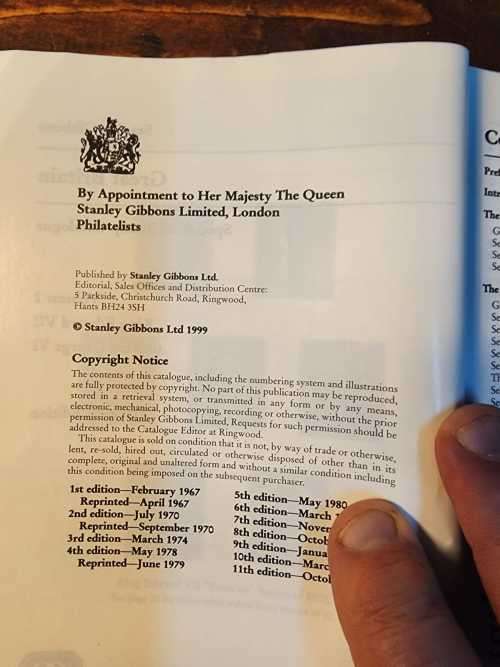 By Appointment to Her Majesty The Queen
Stanley Gibbons Limited, London
Philatelists
Published by Stanley Gibbons Ltd.
Editorial, Sales Offices and Distribution Centre:
5 Parkside, Christchurch Road, Ringwood,
Hants BH24 3SH
© Stanley Gibbons Ltd 1999
Copyright Notice
The contents of this catalogue, including the numbering system and illustrations
are fully protected by copyright. No part of this publication may be reproduced,
stored in a retrieval system, or transmitted in any form or by any means,
electronic, mechanical, photocopying, recording or otherwise, without the prior
permission of Stanley Gibbons Limited, Requests for such permission should be
addressed to the Catalogue Editor at Ringwood.
This catalogue is sold on condition that it is not, by way of trade or otherwise,
lent, re-sold, hired out, circulated or otherwise disposed of other than in its
complete, original and unaltered form and without a similar condition including
this condition being imposed on the subsequent purchaser.
1st edition—February 1967
Reprinted—April 1967
2nd edition—July 1970
Reprinted—September 1970
3rd edition—March 1974
4th edition—May 1978
Reprinted—June 1979
5th edition—May 1980
6th edition—March
7th edition—
8th edition—
9th edition—
10th edition—
11th edition—
The
The